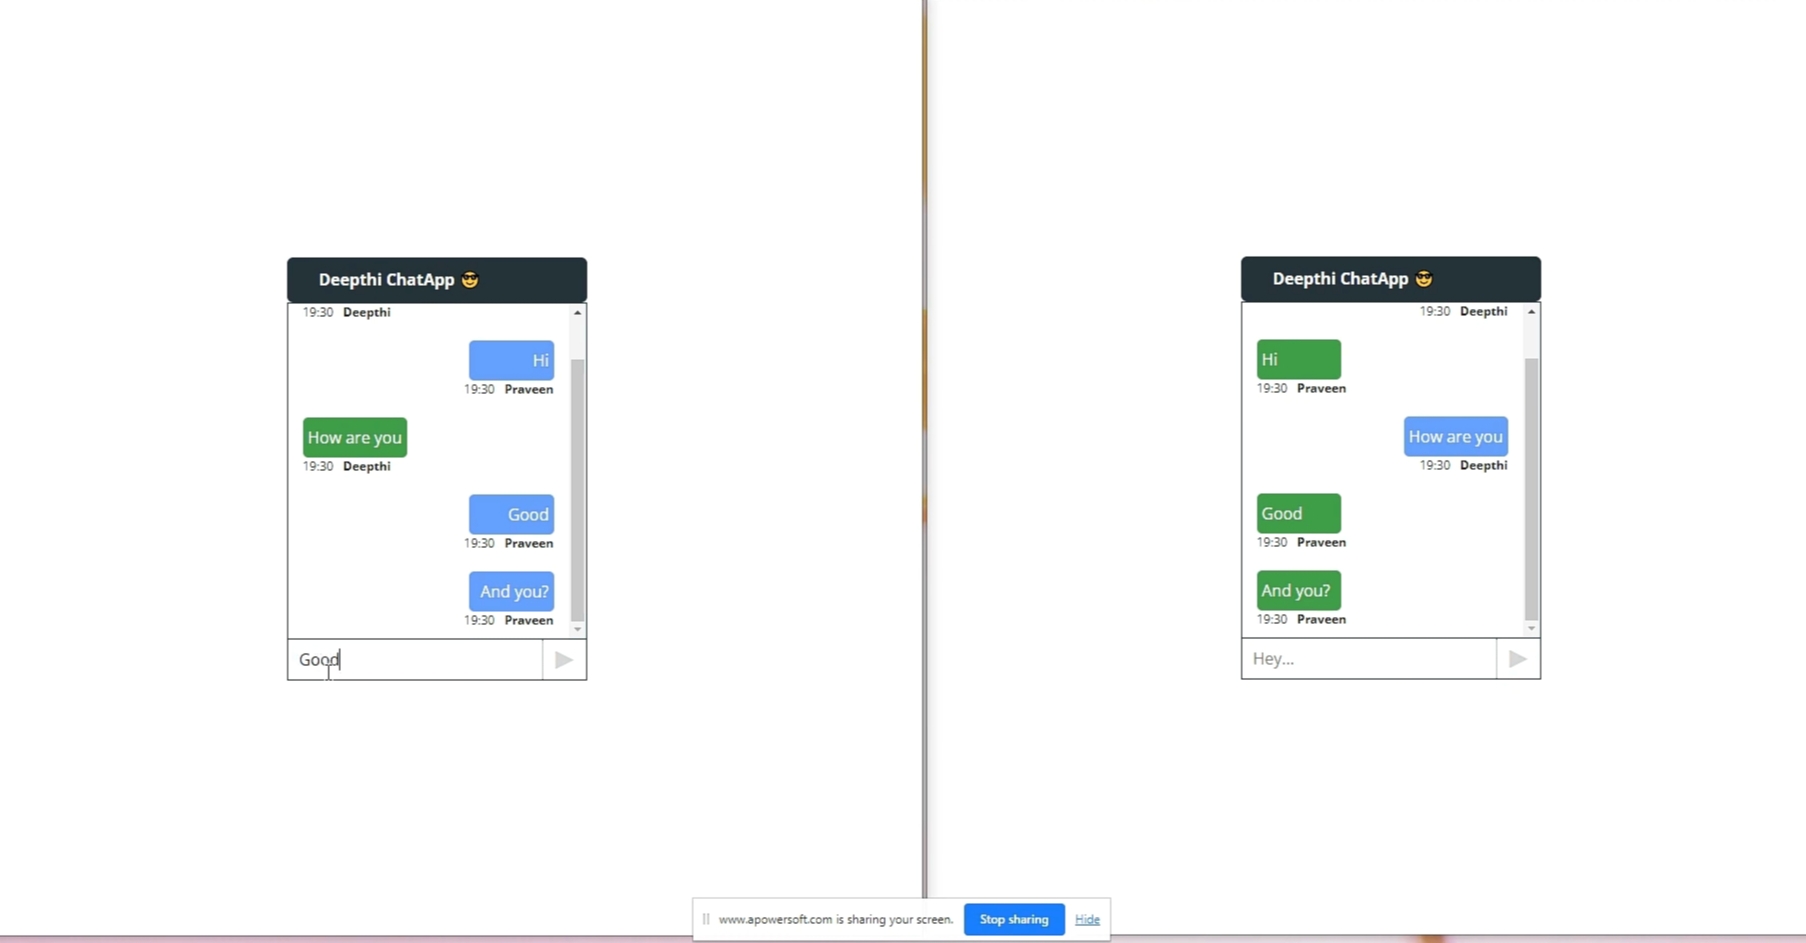 Deepthi ChatApp 😎
19:30 Deepthi
Hi
19:30 Praveen
How are you
19:30 Deepthi
Good
19:30 Praveen
And you?
19:30 Praveen
Good
Deepthi ChatApp 😎
19:30 Deepthi
Hi
19:30 Praveen
How are you
19:30 Deepthi
Good
19:30 Praveen
And you?
19:30 Praveen
Hey...
www.apowersoft.com is sharing your screen. Stop sharing Hide